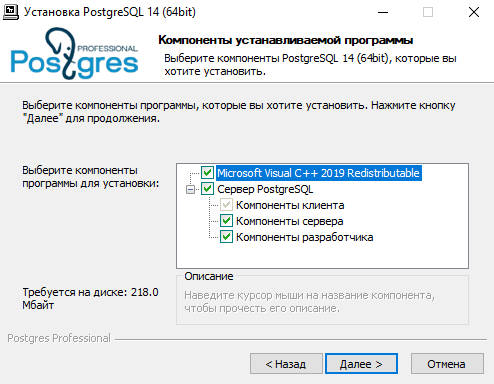 Установка PostgreSQL 14 (64bit)
PROFESSIONAL
Postgres
Компоненты устанавливаемой программы
Выберите компоненты PostgreSQL 14 (64bit), которые вы
хотите установить.
Выберите компоненты программы, которые вы хотите установить. Нажмите кнопку
"Далее" для продолжения.
Выберите компоненты
программы для установки:
Microsoft Visual C++ 2019 Redistributable
Сервер PostgreSQL
Компоненты клиента
Компоненты сервера
Компоненты разработчика
Требуется на диске: 218.0
Мбайт
Описание
Наведите курсор мыши на название компонента,
чтобы прочесть его описание.
Postgres Professional
< Назад
Далее >
Отмена